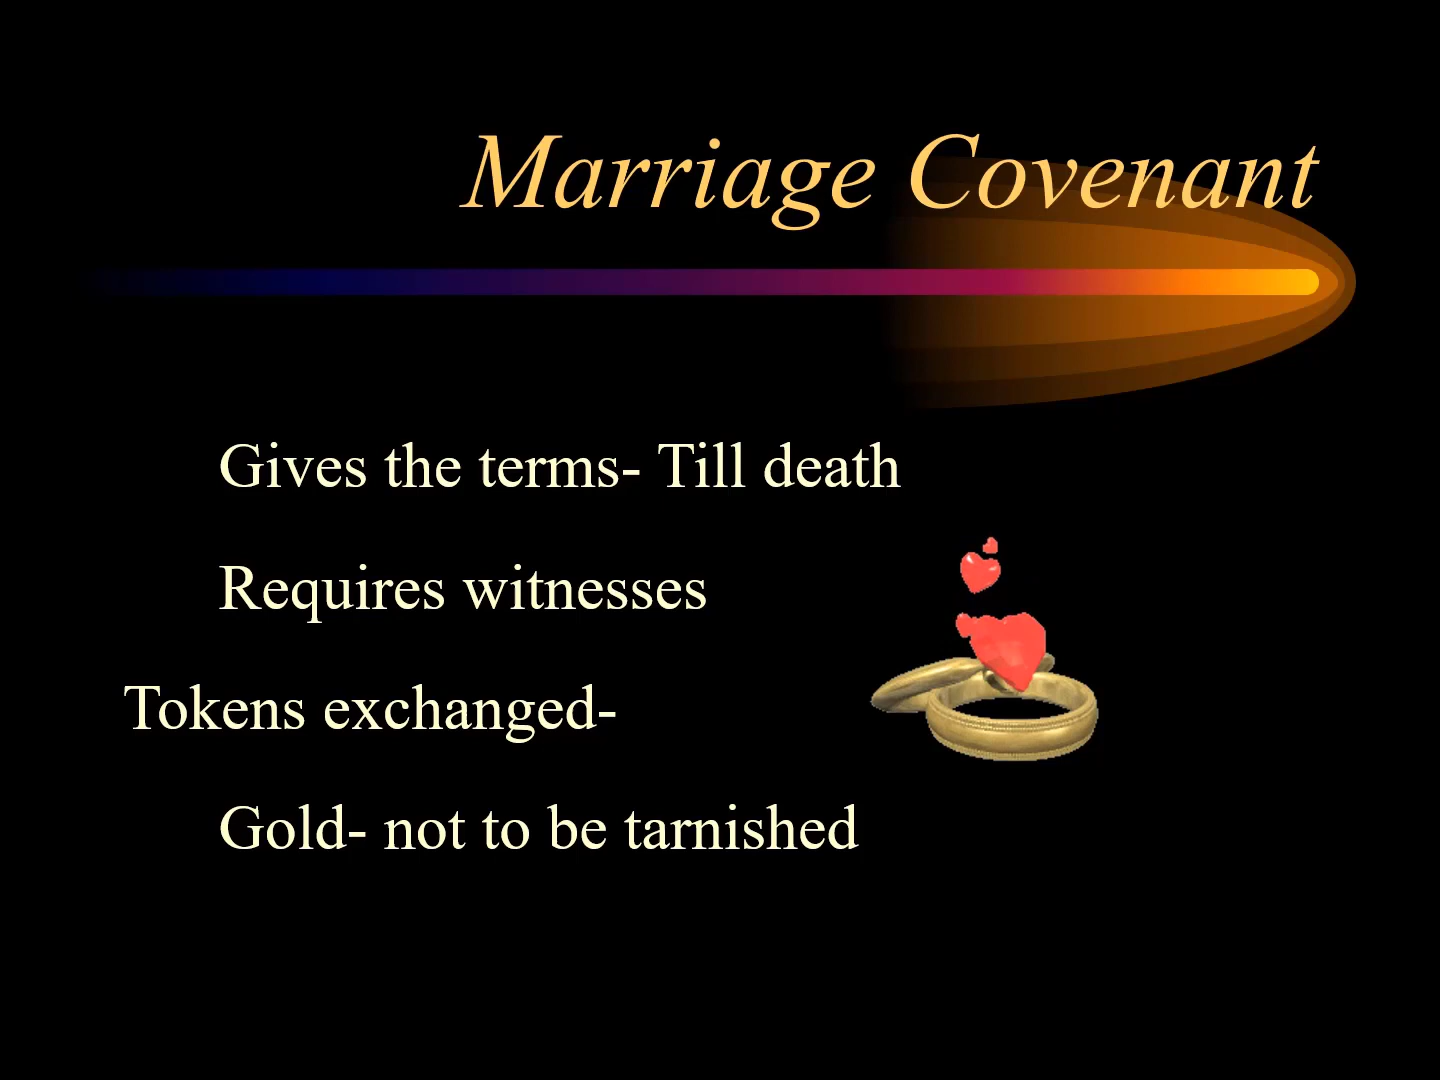 Marriage Covenant
Gives the terms- Till death
Requires witnesses
Tokens exchanged-
Gold- not to be tarnished